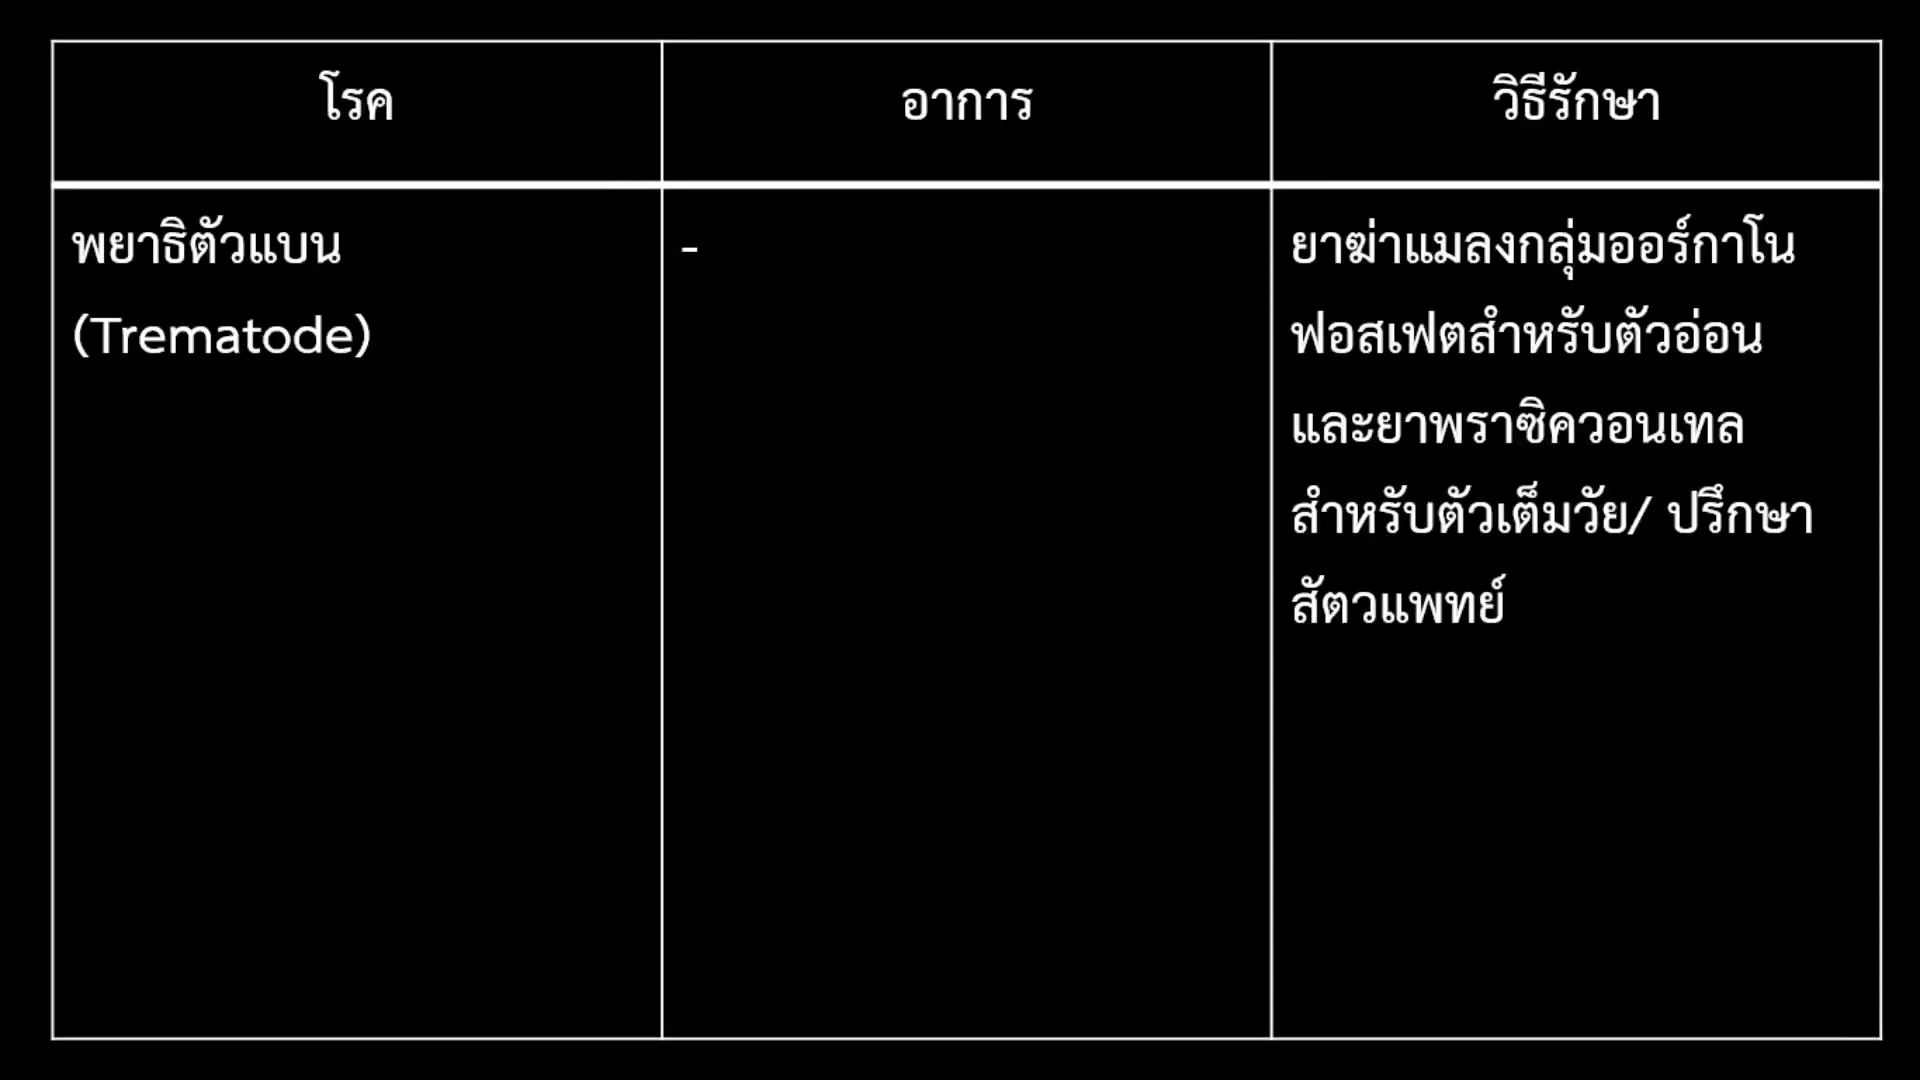 โรค
อาการ
วิธีรักษา
พยาธิตัวแบน
(Trematode)
-
ยาฆ่าแมลงกลุ่มออร์กาโน
ฟอสเฟตสำหรับตัวอ่อน
และยาพราซิควอนเทล
สำหรับตัวเต็มวัย/ ปรึกษา
สัตวแพทย์